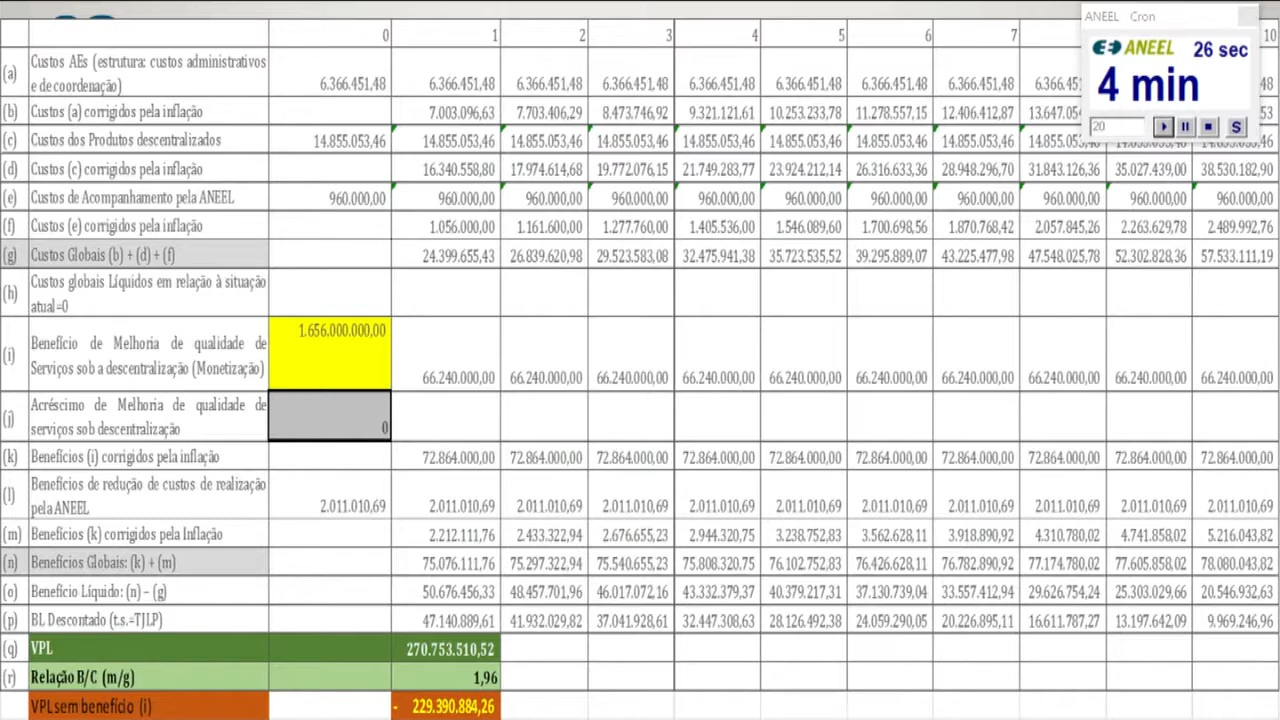 0 1 2 3 4 5 6 7 10
ANEEL Cron
ANEEL 26 sec
4 min
20 S
(a) Custos AEs (estrutura: custos administrativos
e de coordenação) 6.366.451,48 6.366.451,48 6.366.451,48 6.366.451,48 6.366.451,48 6.366.451,48 6.366.451,48 6.366.451,48
(b) Custos (a) corrigidos pela inflação 7.003.096,63 7.703.406,29 8.473.746,92 9.321.121,61 10.253.233,78 11.278.557,15 12.406.412,87
(c) Custos dos Produtos descentralizados 14.855.053,46 14.855.053,46 14.855.053,46 14.855.053,46 14.855.053,46 14.855.053,46 14.855.053,46 14.855.053,46
(d) Custos (c) corrigidos pela inflação 16.340.558,80 17.974.614,68 19.772.076,15 21.749.283,77 23.924.212,14 26.316.633,36 28.948.296,70 31.843.126,36 35.027.439,00 38.530.182,90
(e) Custos de Acompanhamento pela ANEEL 960.000,00 960.000,00 960.000,00 960.000,00 960.000,00 960.000,00 960.000,00 960.000,00 960.000,00 960.000,00 960.000,00
(f) Custos (e) corrigidos pela inflação 1.056.000,00 1.161.600,00 1.277.760,00 1.405.536,00 1.546.089,60 1.700.698,56 1.870.768,42 2.057.845,26 2.263.629,78 2.489.992,76
(g) Custos Globais (b) + (d) + (f) 24.399.655,43 26.839.620,98 29.523.583,08 32.475.941,38 35.723.535,52 39.295.889,07 43.225.477,98 47.548.025,78 52.302.828,36 57.533.111,19
(h) Custos globais Líquidos em relação à situação
atual=0
(i) Benefício de Melhoria de qualidade de
Serviços sob a descentralização (Monetização) 1.656.000.000,00 66.240.000,00 66.240.000,00 66.240.000,00 66.240.000,00 66.240.000,00 66.240.000,00 66.240.000,00 66.240.000,00 66.240.000,00 66.240.000,00
(j) Acréscimo de Melhoria de qualidade de
serviços sob descentralização 0
(k) Benefícios (i) corrigidos pela inflação 72.864.000,00 72.864.000,00 72.864.000,00 72.864.000,00 72.864.000,00 72.864.000,00 72.864.000,00 72.864.000,00 72.864.000,00 72.864.000,00
(l) Benefícios de redução de custos de realização
pela ANEEL 2.011.010,69 2.011.010,69 2.011.010,69 2.011.010,69 2.011.010,69 2.011.010,69 2.011.010,69 2.011.010,69 2.011.010,69 2.011.010,69 2.011.010,69
(m) Benefícios (k) corrigidos pela Inflação 2.212.111,76 2.433.322,94 2.676.655,23 2.944.320,75 3.238.752,83 3.562.628,11 3.918.890,92 4.310.780,02 4.741.858,02 5.216.043,82
(n) Benefícios Globais: (k) + (m) 75.076.111,76 75.297.322,94 75.540.655,23 75.808.320,75 76.102.752,83 76.426.628,11 76.782.890,92 77.174.780,02 77.605.858,02 78.080.043,82
(o) Benefício Líquido: (n) – (g) 50.676.456,33 48.457.701,96 46.017.072,16 43.332.379,37 40.379.217,31 37.130.739,04 33.557.412,94 29.626.754,24 25.303.029,66 20.546.932,63
(p) BL Descontado (t.s.=TJLP) 47.140.889,61 41.932.029,82 37.041.928,61 32.447.308,63 28.126.492,38 24.059.290,05 20.226.895,11 16.611.787,27 13.197.642,09 9.969.246,96
(q) VPL 270.753.510,52
(r) Relação B/C (m/g) 1,96
VPL sem benefício (i) - 229.390.884,26